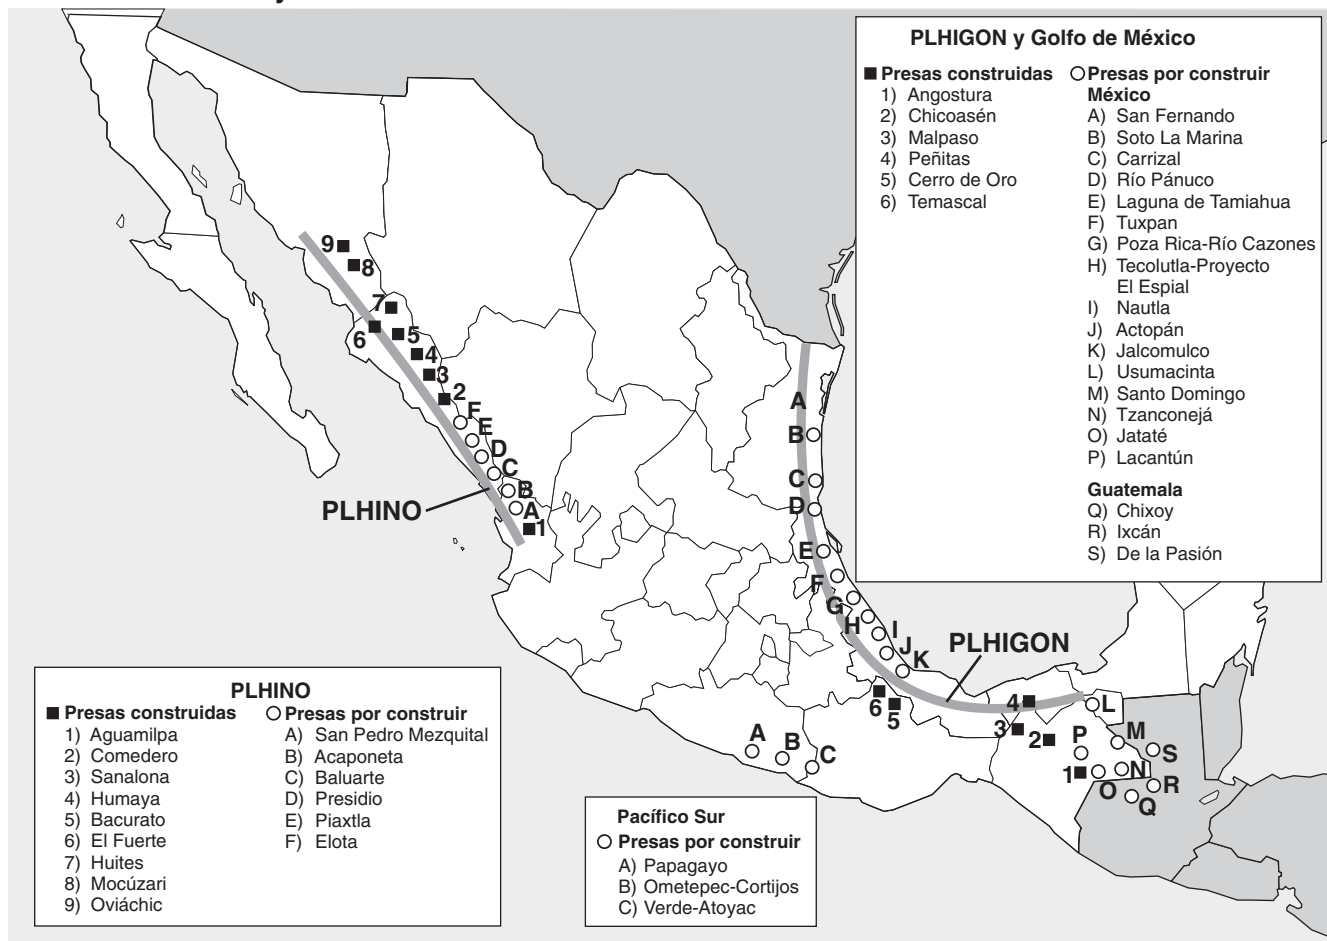 PLHIGON y Golfo de México
■ Presas construidas
1) Angostura
2) Chicoasén
3) Malpaso
4) Peñitas
5) Cerro de Oro
6) Temascal
○ Presas por construir
México
A) San Fernando
B) Soto La Marina
C) Carrizal
D) Río Pánuco
E) Laguna de Tamiahua
F) Tuxpan
G) Poza Rica-Río Cazones
H) Tecolutla-Proyecto
El Espial
I) Nautla
J) Actopán
K) Jalcomulco
L) Usumacinta
M) Santo Domingo
N) Tzanconejá
O) Jataté
P) Lacantún
Guatemala
Q) Chixoy
R) Ixcán
S) De la Pasión
9
8
7
6
5
4
3
2
F
E
D
C
B
A
1
PLHINO
A
B
C
D
E
F
G
H
I
J
K
PLHIGON
6
5
4
3
2
1
L
M
P
S
N
O
R
Q
A
B
C
PLHINO
■ Presas construidas
1) Aguamilpa
2) Comedero
3) Sanalona
4) Humaya
5) Bacurato
6) El Fuerte
7) Huites
8) Mocúzari
9) Oviáchic
○ Presas por construir
A) San Pedro Mezquital
B) Acaponeta
C) Baluarte
D) Presidio
E) Piaxtla
F) Elota
Pacífico Sur
○ Presas por construir
A) Papagayo
B) Ometepec-Cortijos
C) Verde-Atoyac